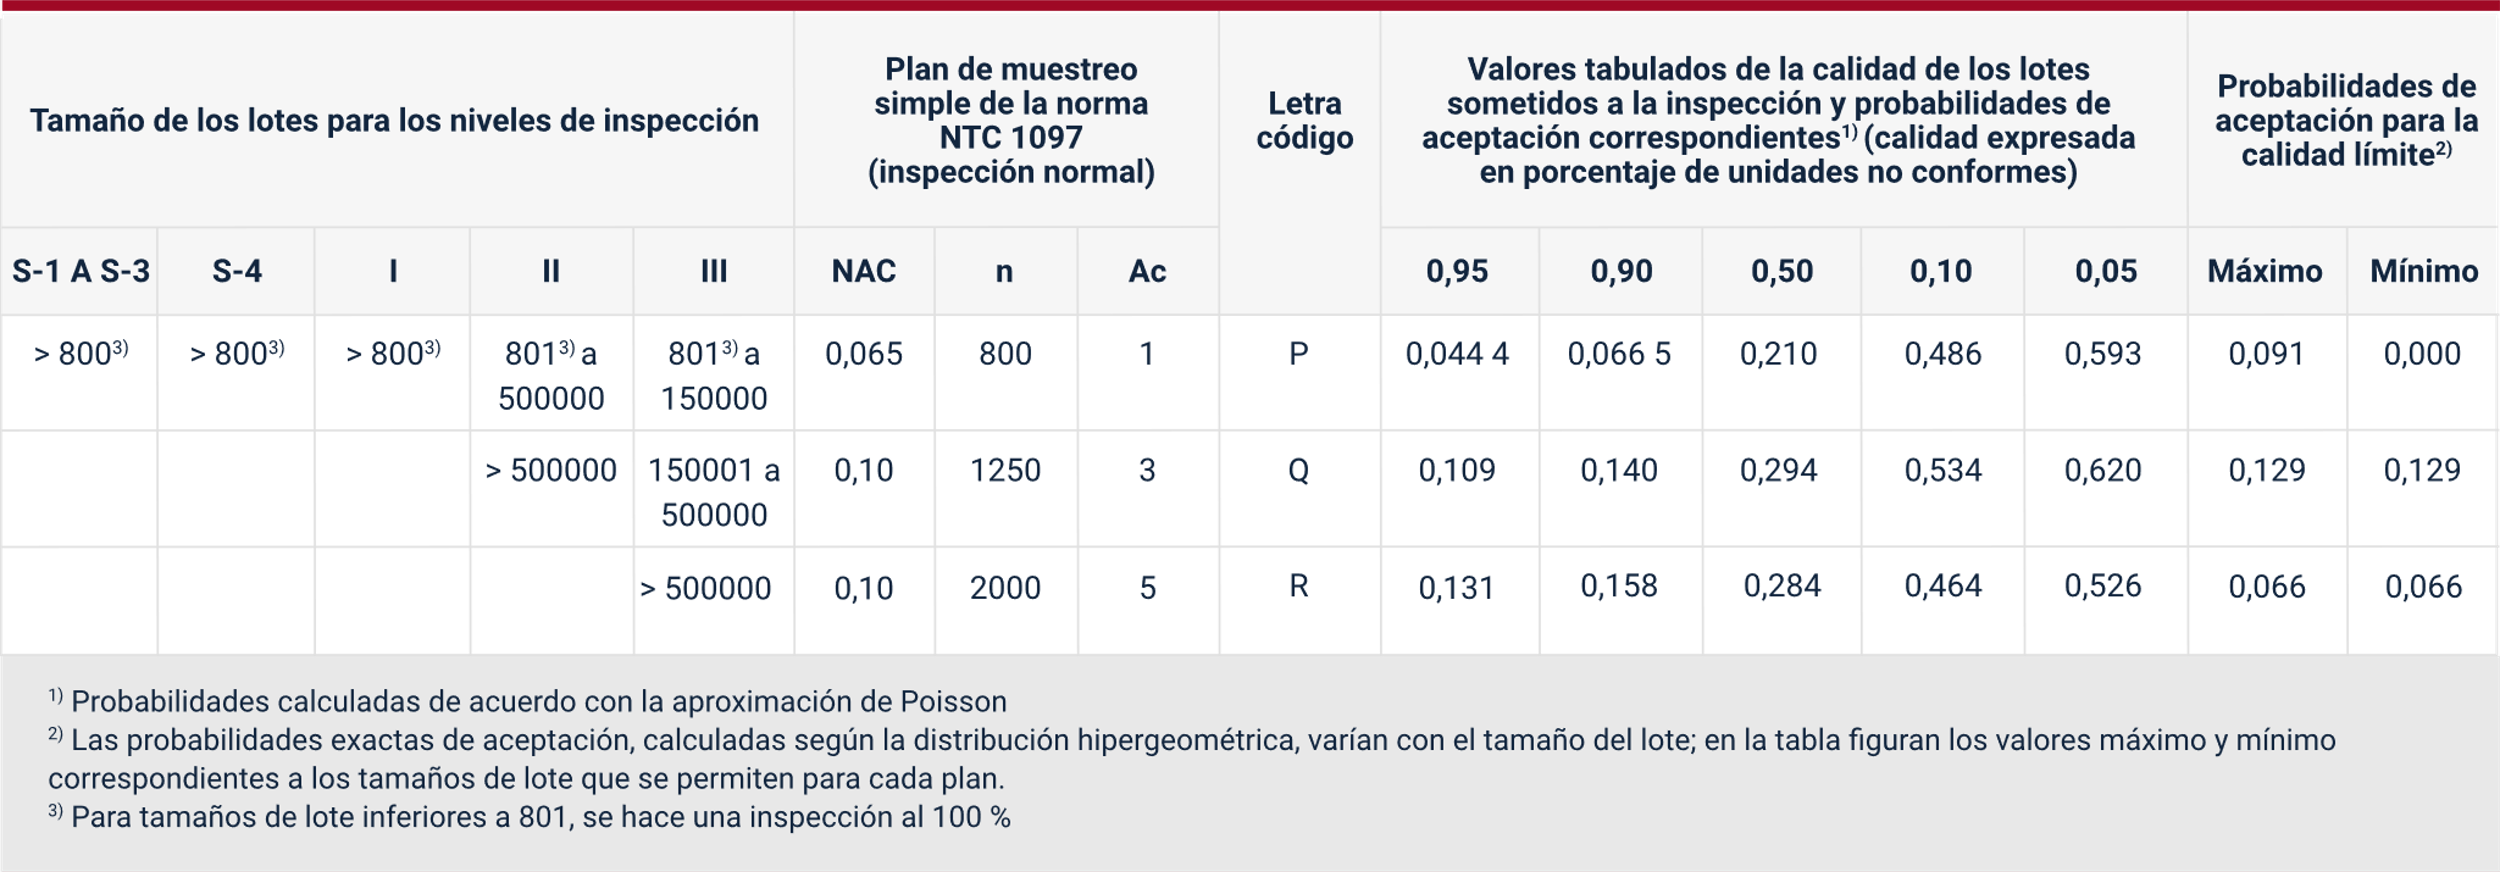 Tamaño de los lotes para los niveles de inspección
Plan de muestreo
simple de la norma
NTC 1097
(inspección normal)
Letra
código
Valores tabulados de la calidad de los lotes
sometidos a la inspección y probabilidades de
aceptación correspondientes1) (calidad expresada
en porcentaje de unidades no conformes)
Probabilidades de
aceptación para la
calidad límite2)
S-1 A S-3 S-4 I II III NAC n Ac 0,95 0,90 0,50 0,10 0,05 Máximo Mínimo
> 8003) > 8003) > 8003) 8013) a 8013) a 0,065 800 1 P 0,044 4 0,066 5 0,210 0,486 0,593 0,091 0,000
500000 150000
> 500000 150001 a 0,10 1250 3 Q 0,109 0,140 0,294 0,534 0,620 0,129 0,129
500000
> 500000 0,10 2000 5 R 0,131 0,158 0,284 0,464 0,526 0,066 0,066
1) Probabilidades calculadas de acuerdo con la aproximación de Poisson
2) Las probabilidades exactas de aceptación, calculadas según la distribución hipergeométrica, varían con el tamaño del lote; en la tabla figuran los valores máximo y mínimo
correspondientes a los tamaños de lote que se permiten para cada plan.
3) Para tamaños de lote inferiores a 801, se hace una inspección al 100 %